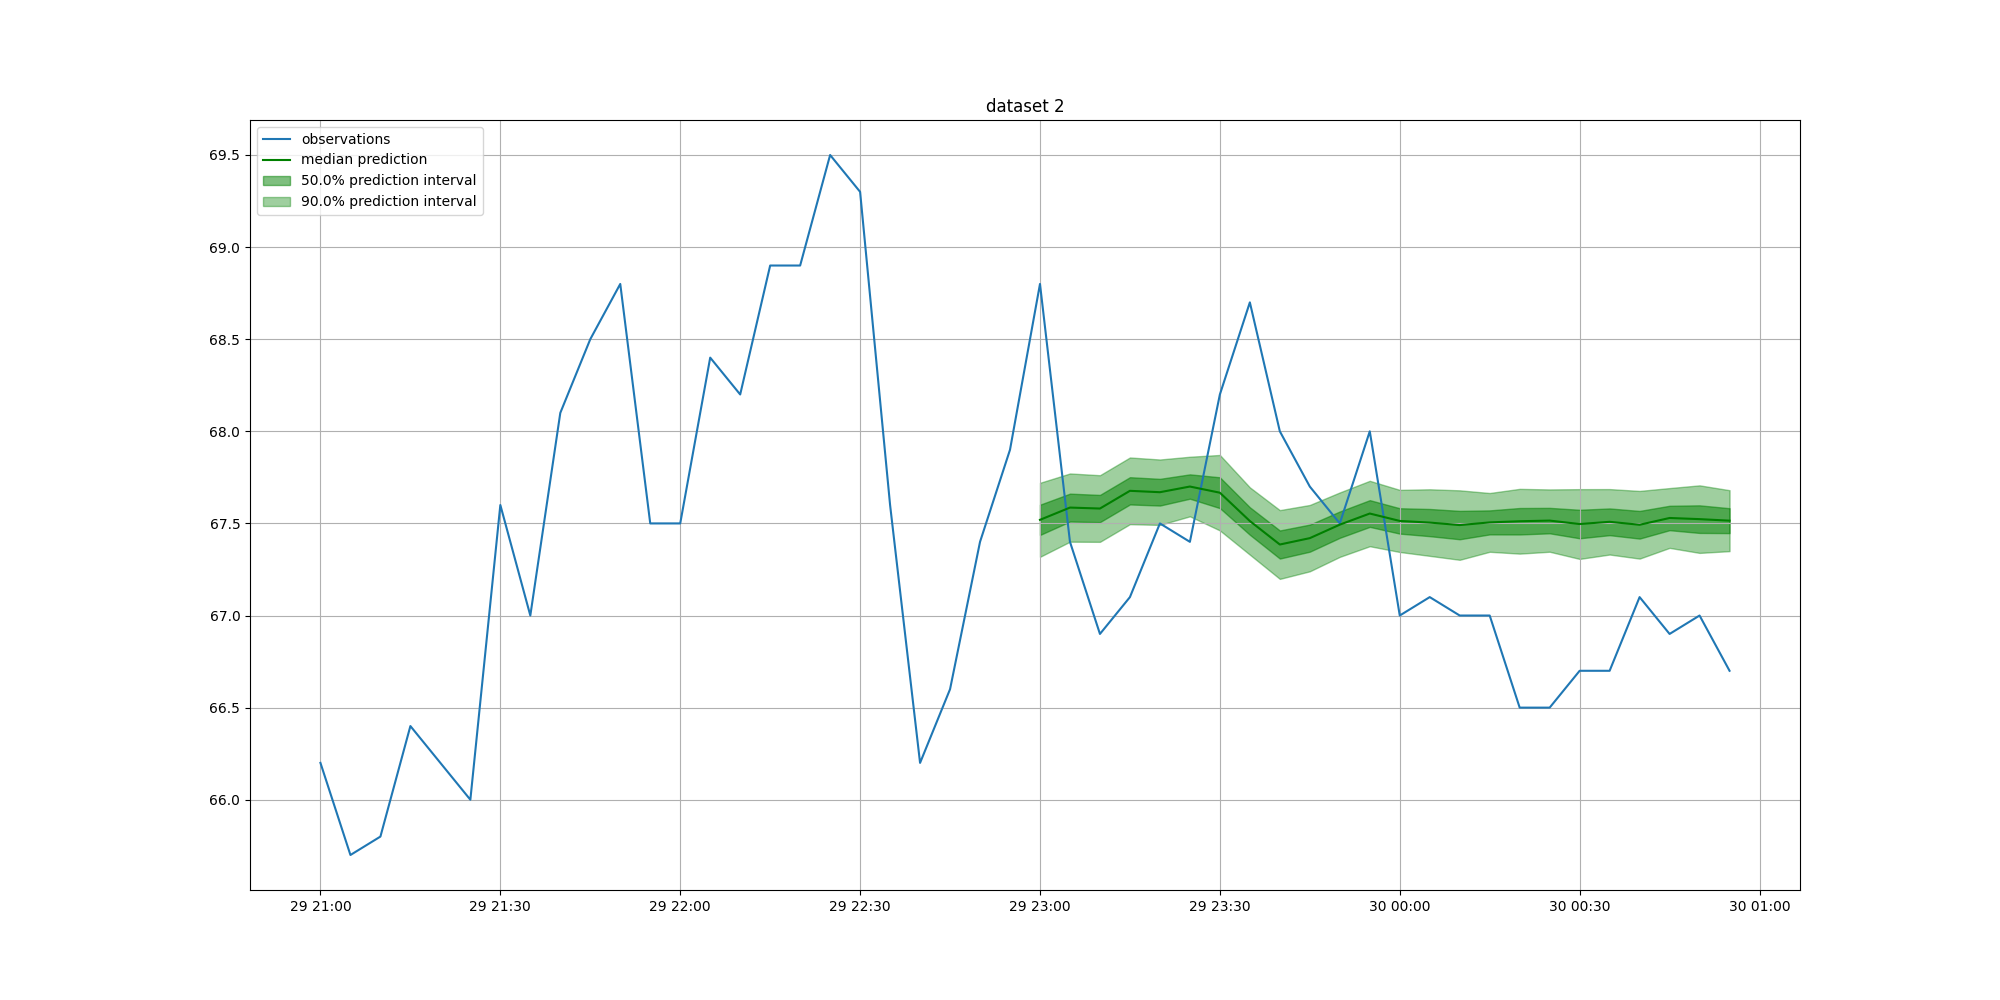 dataset 2
observations
median prediction
50.0% prediction interval
90.0% prediction interval
69.5
69.0
68.5
68.0
67.5
67.0
66.5
66.0
29 21:00 29 21:30 29 22:00 29 22:30 29 23:00 29 23:30 30 00:00 30 00:30 30 01:00